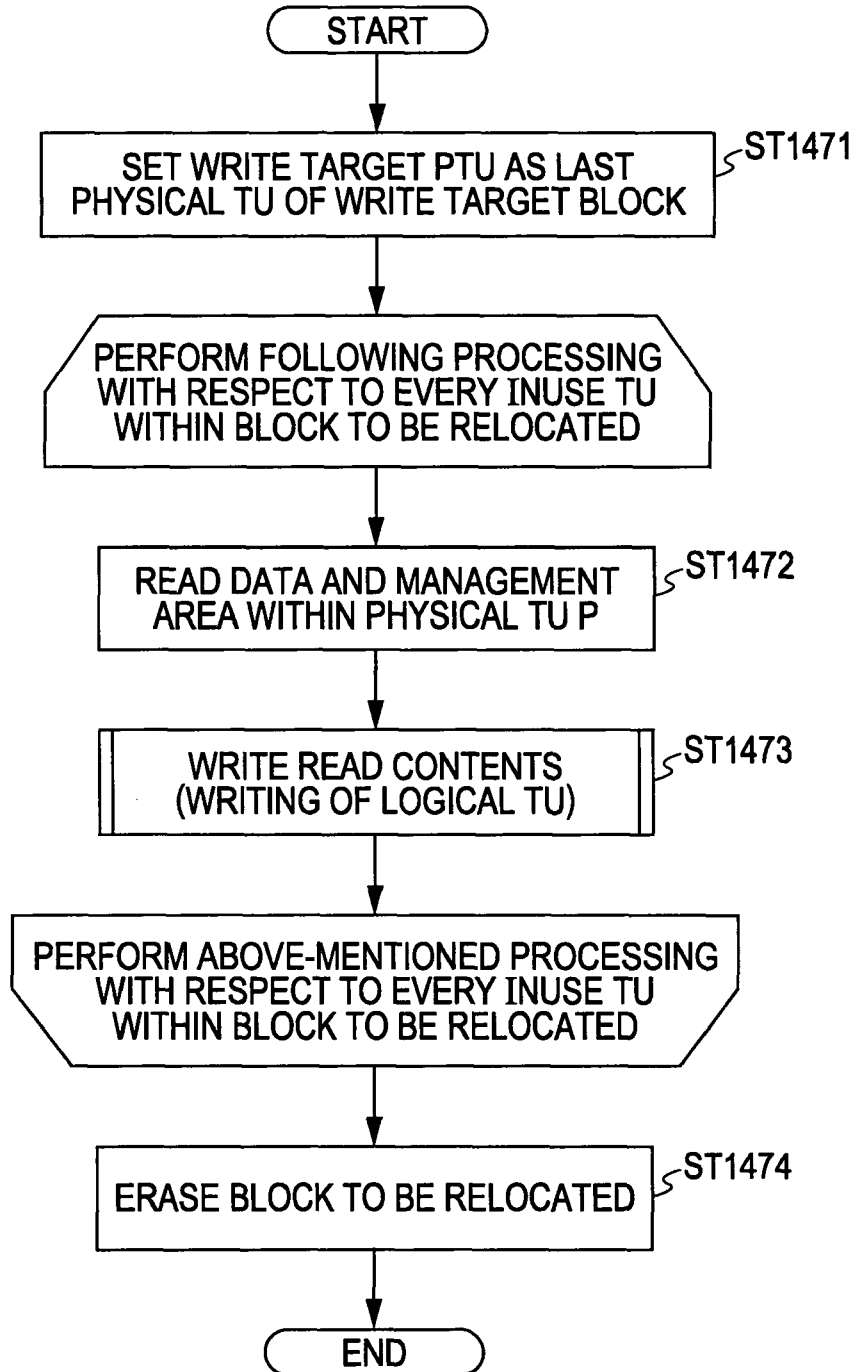 START
SET WRITE TARGET PTU AS LAST
PHYSICAL TU OF WRITE TARGET BLOCK
ST1471
PERFORM FOLLOWING PROCESSING
WITH RESPECT TO EVERY INUSE TU
WITHIN BLOCK TO BE RELOCATED
READ DATA AND MANAGEMENT
AREA WITHIN PHYSICAL TU P
ST1472
WRITE READ CONTENTS
(WRITING OF LOGICAL TU)
ST1473
PERFORM ABOVE-MENTIONED PROCESSING
WITH RESPECT TO EVERY INUSE TU
WITHIN BLOCK TO BE RELOCATED
ERASE BLOCK TO BE RELOCATED
ST1474
END